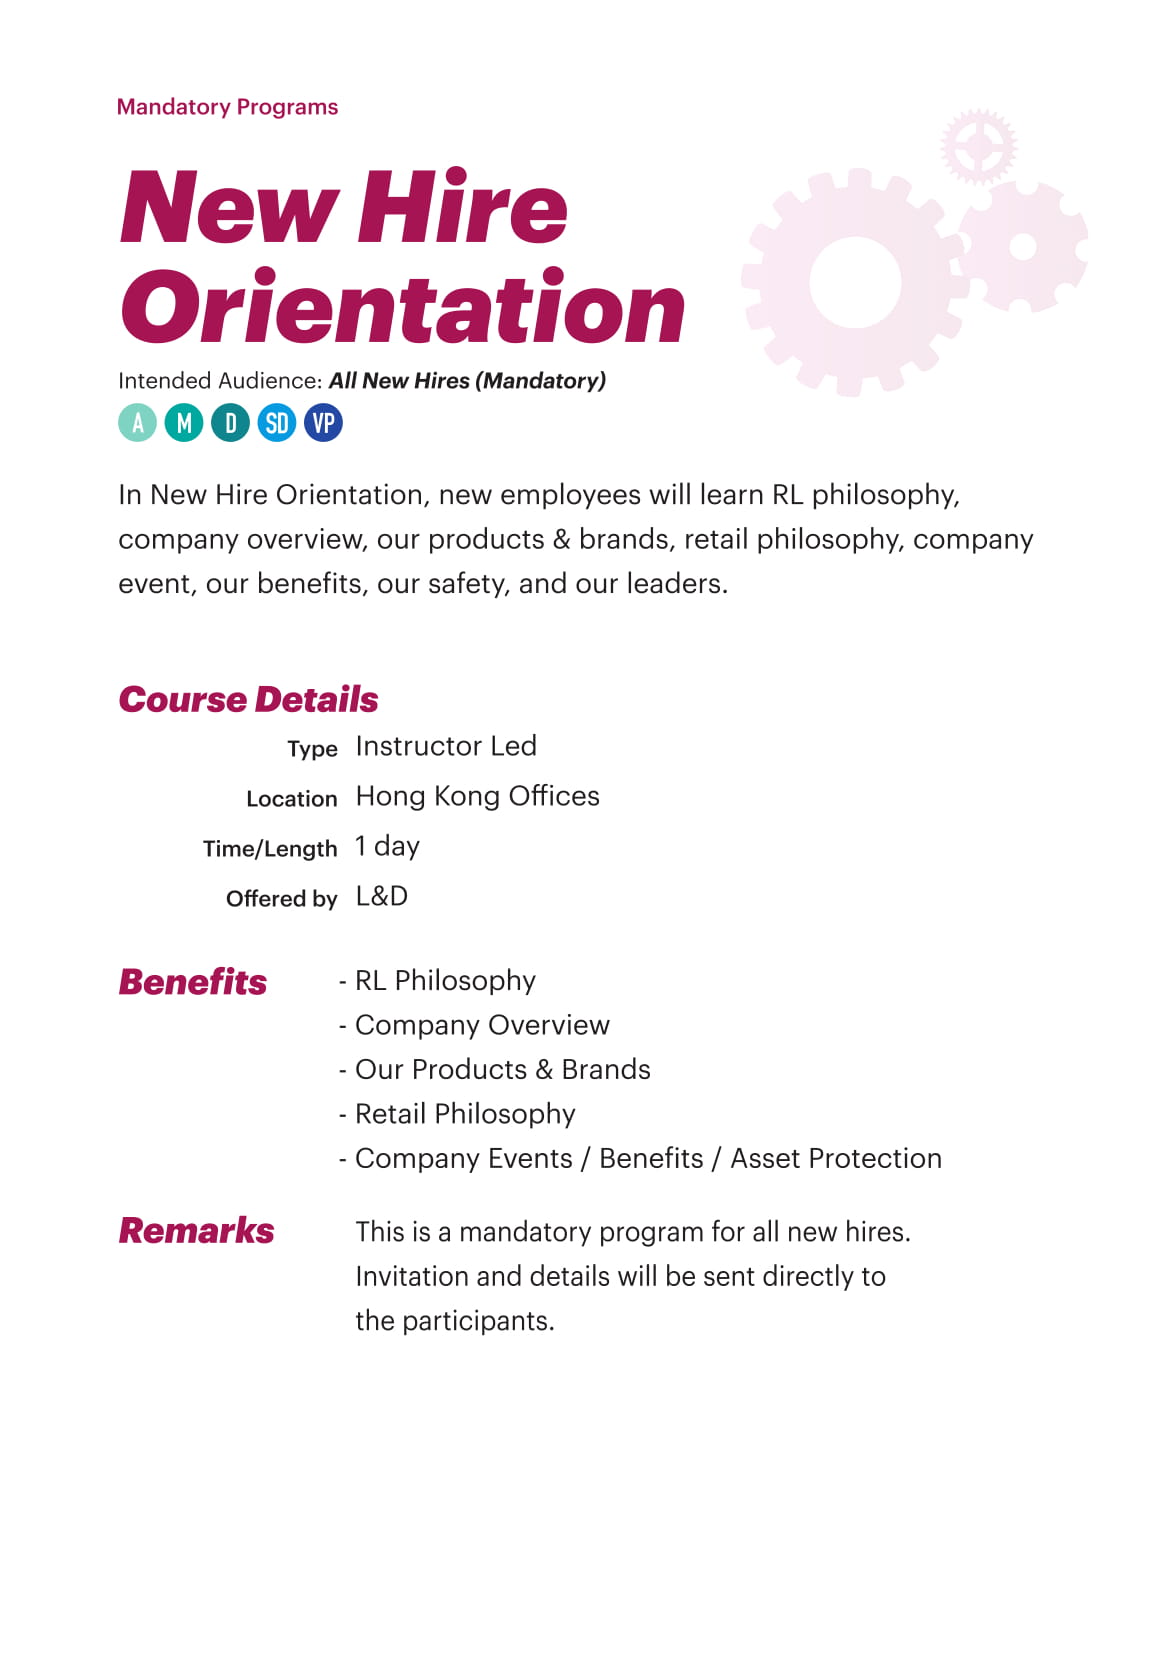 Mandatory Programs
New Hire
Orientation
Intended Audience: All New Hires (Mandatory)
A M D SD VP
In New Hire Orientation, new employees will learn RL philosophy,
company overview, our products & brands, retail philosophy, company
event, our benefits, our safety, and our leaders.
Course Details
Type Instructor Led
Location Hong Kong Offices
Time/Length 1 day
Offered by L&D
Benefits - RL Philosophy
- Company Overview
- Our Products & Brands
- Retail Philosophy
- Company Events / Benefits / Asset Protection
Remarks This is a mandatory program for all new hires.
Invitation and details will be sent directly to
the participants.